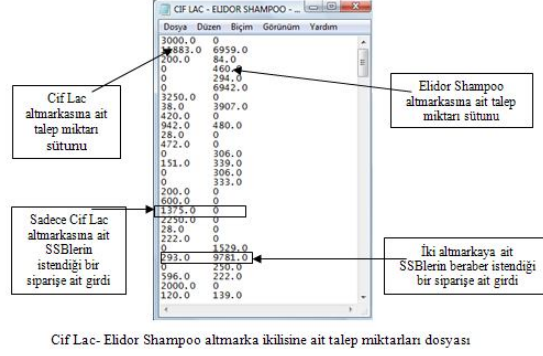 CIF LAC - ELIDOR SHAMPOO - ...
Dosya Düzen Biçim Görünüm Yardım
3000.0 0
883.0 6959.0
200.0 84.0
0 460.
0 294.0
0 6942.0
3250.0 0
38.0 3907.0
420.0 0
942.0 480.0
28.0 0
472.0 0
0 306.0
151.0 339.0
0 306.0
0 333.0
200.0 0
600.0 0
1375.0 0
2250.0 0
28.0 0
222.0 0
0 1529.0
293.0 9781.0
0 250.0
596.0 222.0
2000.0 0
120.0 139.0
Cif Lac
altmarkasına ait
talep miktarı
sütunu
Elidor Shampoo
altmarkasına ait talep
miktarı sütunu
Sadece Cif Lac
altmarkasına ait
SSBlerin
istendiği bir
siparişe ait girdi
İki altmarkaya ait
SSBlerin beraber istendiği
bir siparişe ait girdi
Cif Lac- Elidor Shampoo altmarka ikilisine ait talep miktarları dosyası